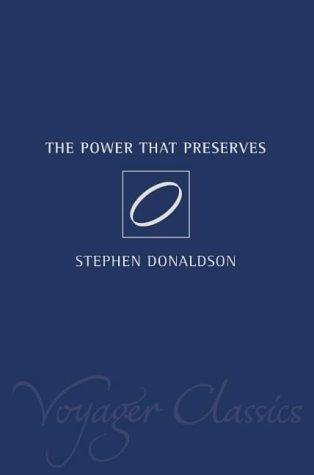 THE POWER THAT PRESERVES
STEPHEN DONALDSON
Voyager Classics